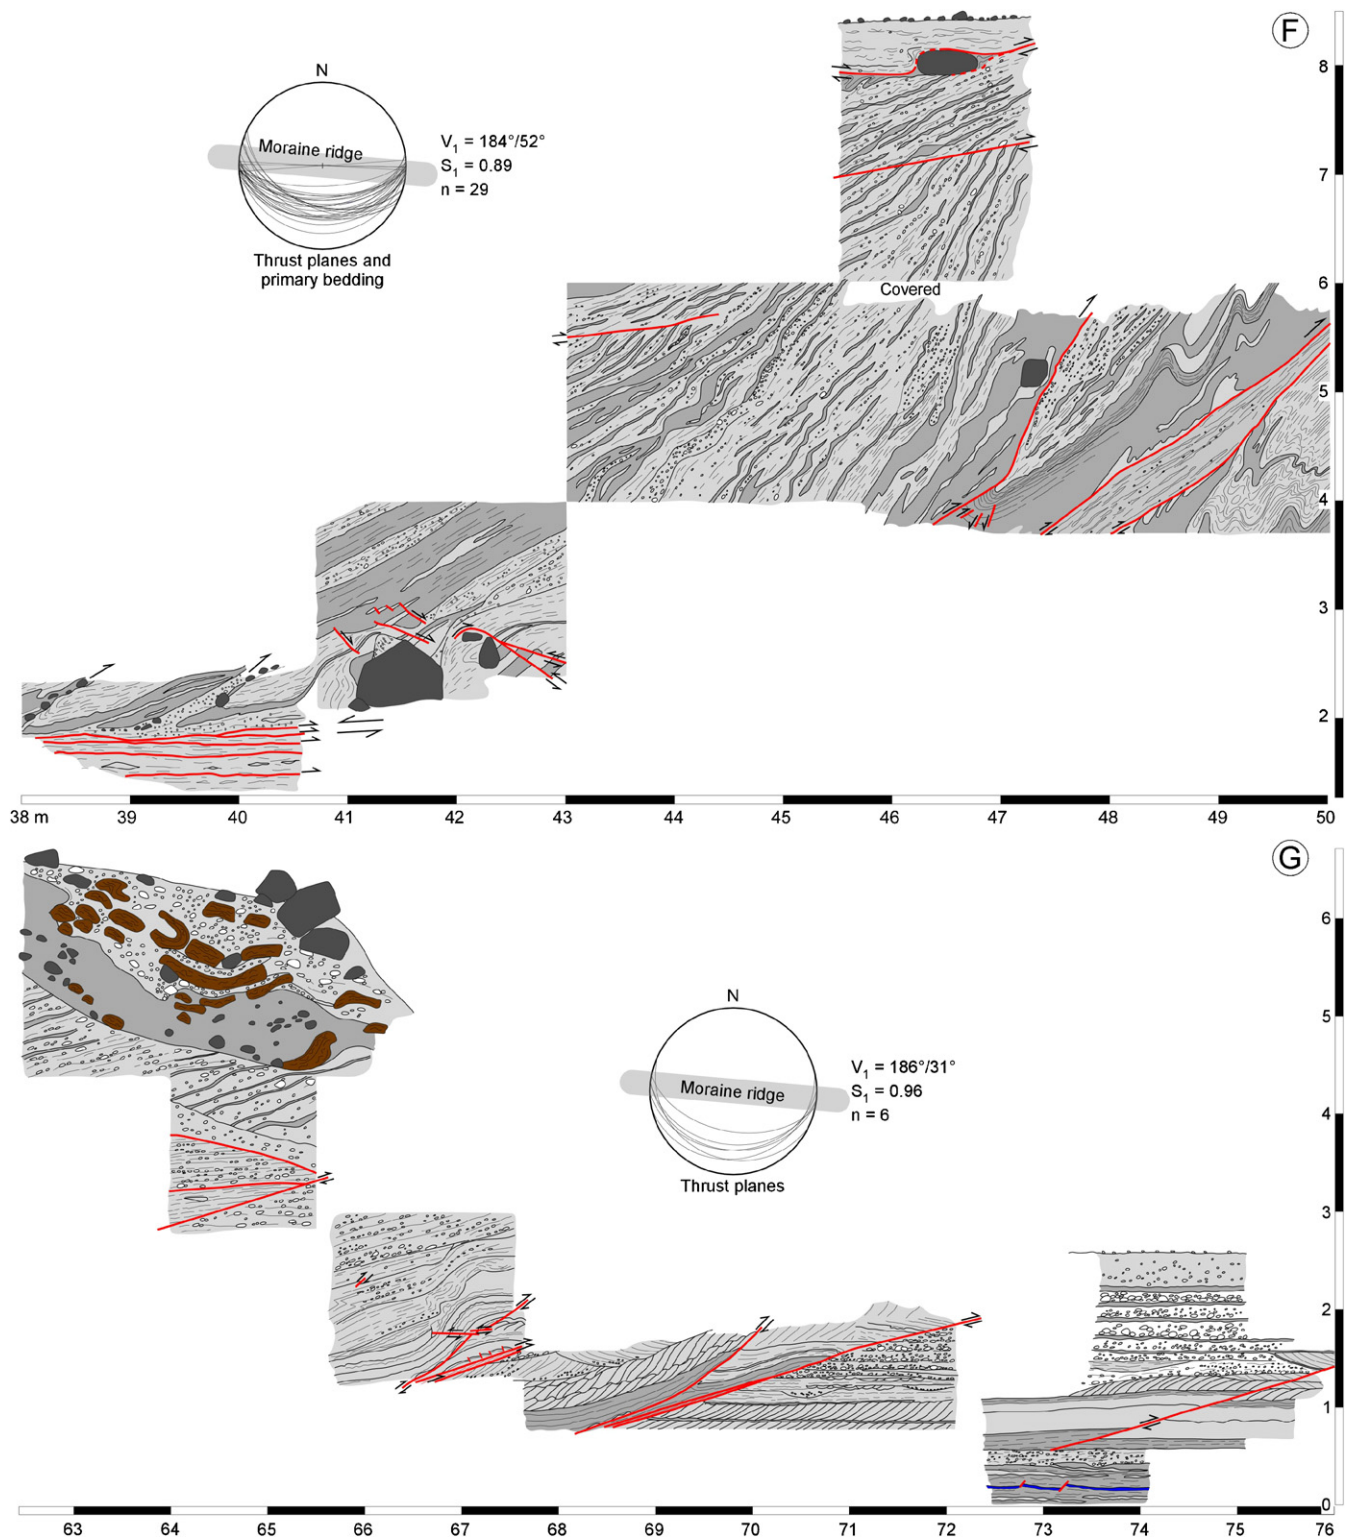 F
N
Moraine ridge
V₁ = 184°/52°
S₁ = 0.89
n = 29
Thrust planes and
primary bedding
Covered
8
7
6
5
4
3
2
38 m 39 40 41 42 43 44 45 46 47 48 49 50
G
N
Moraine ridge
V₁ = 186°/31°
S₁ = 0.96
n = 6
Thrust planes
6
5
4
3
2
1
0
63 64 65 66 67 68 69 70 71 72 73 74 75 76